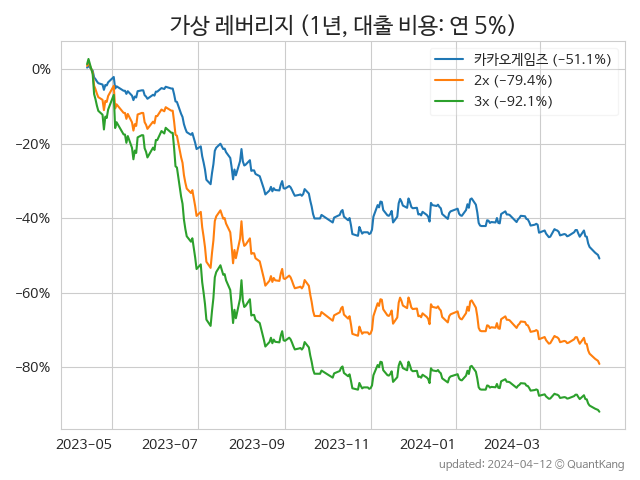 가상 레버리지 (1년, 대출 비용: 연 5%)
카카오게임즈 (−51.1%)
2x (−79.4%)
3x (−92.1%)
0%
−20%
−40%
−60%
−80%
2023-05 2023-07 2023-09 2023-11 2024-01 2024-03
updated: 2024-04-12 © QuantKang